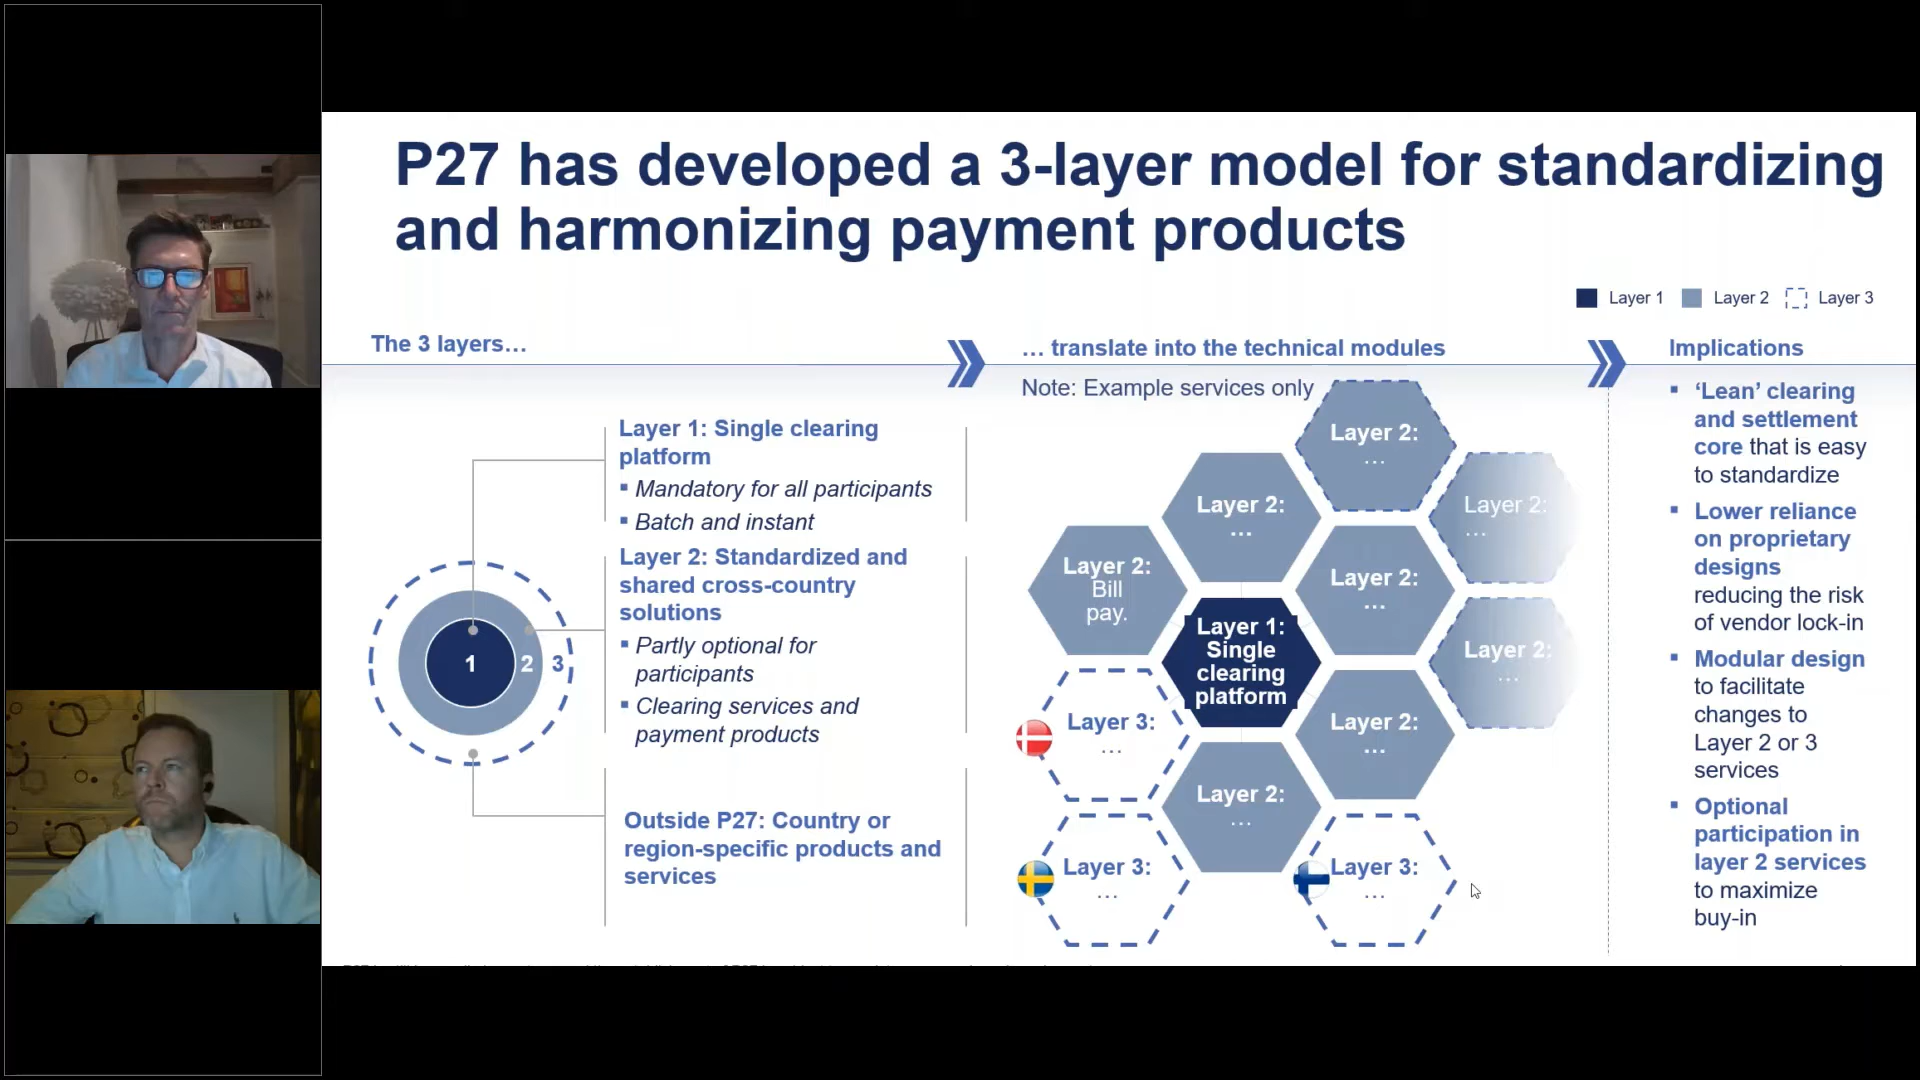 P27 has developed a 3-layer model for standardizing
and harmonizing payment products
Layer 1
Layer 2
Layer 3
The 3 layers…
1
2
3
Layer 1: Single clearing
platform
▪ Mandatory for all participants
▪ Batch and instant
Layer 2: Standardized and
shared cross-country
solutions
▪ Partly optional for
participants
▪ Clearing services and
payment products
Outside P27: Country or
region-specific products and
services
… translate into the technical modules
Note: Example services only
Layer 2:
…
Layer 2:
…
Layer 2:
…
Layer 2:
Bill
pay.
Layer 2:
…
Layer 1:
Single
clearing
platform
Layer 2:
…
Layer 3:
…
Layer 2:
…
Layer 2:
…
Layer 3:
…
Layer 3:
…
Implications
▪ ‘Lean’ clearing
and settlement
core that is easy
to standardize
▪ Lower reliance
on proprietary
designs
reducing the risk
of vendor lock-in
▪ Modular design
to facilitate
changes to
Layer 2 or 3
services
▪ Optional
participation in
layer 2 services
to maximize
buy-in